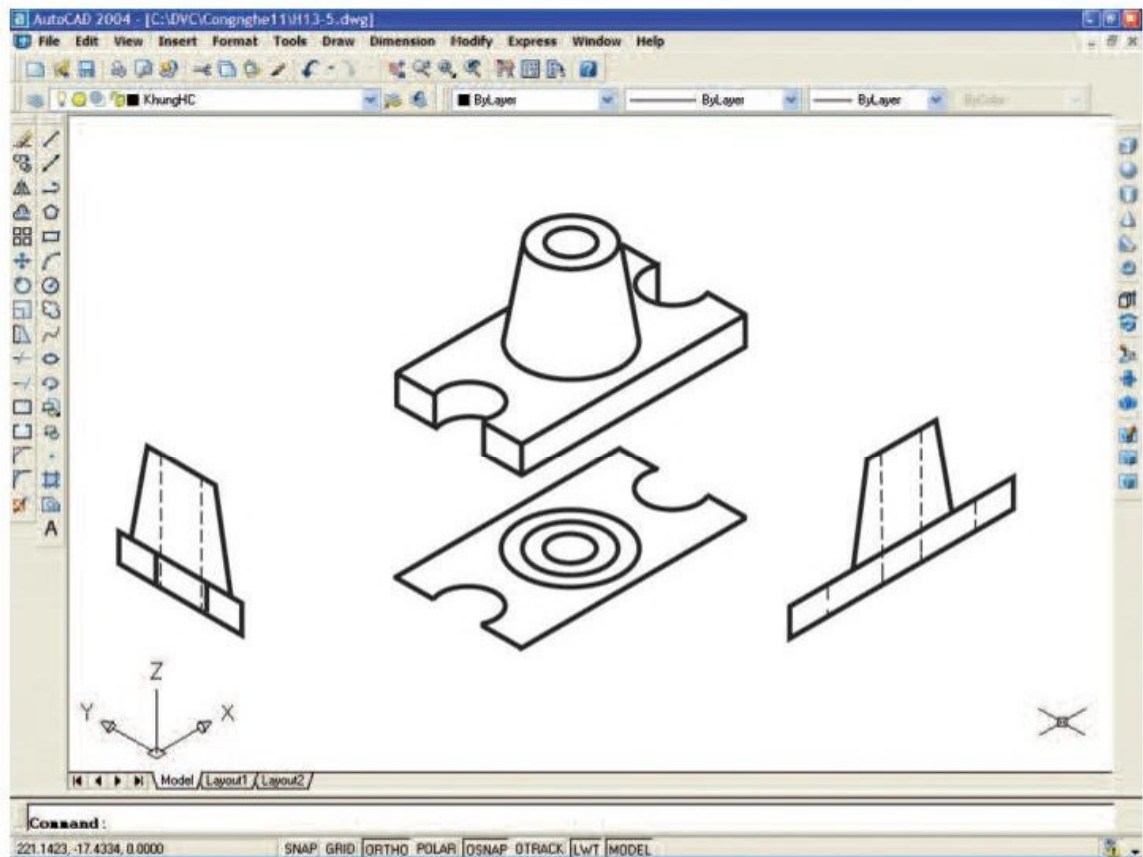 AutoCAD 2004 - [C:\DVC\Congnghe11\H13-5.dwg]
File Edit View Insert Format Tools Draw Dimension Modify Express Window Help
KhungHC ByLayer ByLayer ByLayer ByColor
A
Z
Y X
Model Layout1 Layout2
Command:
221.1423, -17.4334, 0.0000 SNAP GRID ORTHO POLAR OSNAP OTRACK LWT MODEL